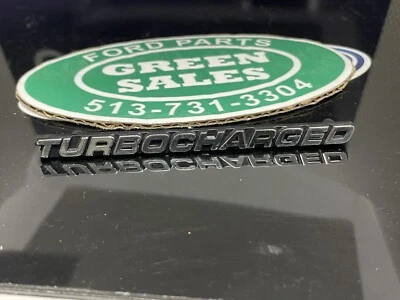 FORD PARTS
GREEN
SALES
513-731-3304
TURBOCHARGED